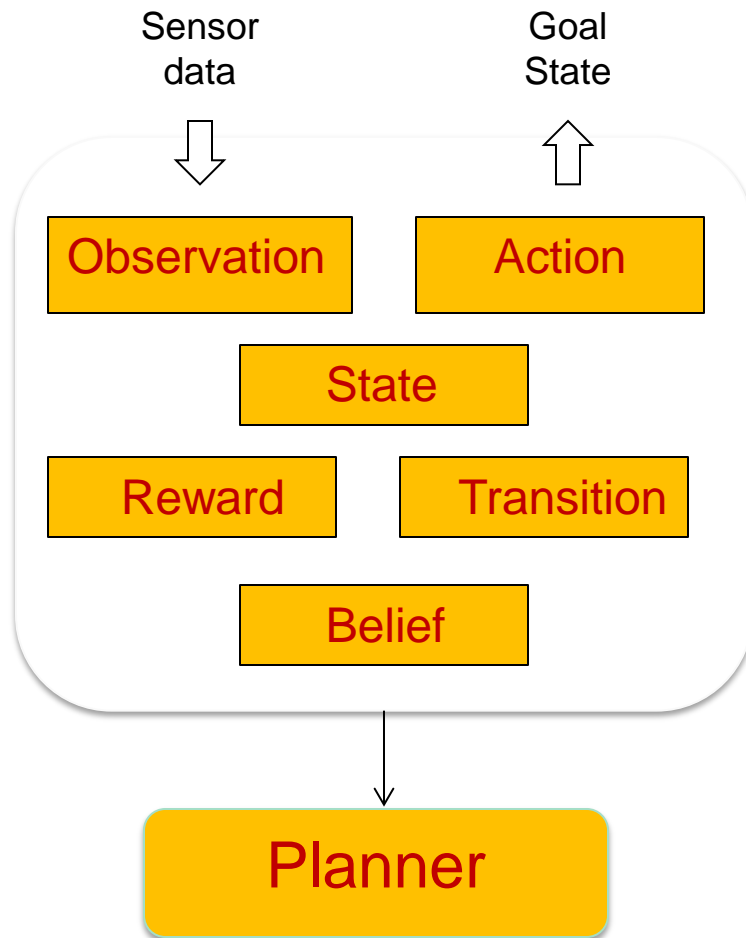 Sensor
data
Goal
State
Observation
Action
State
Reward
Transition
Belief
Planner